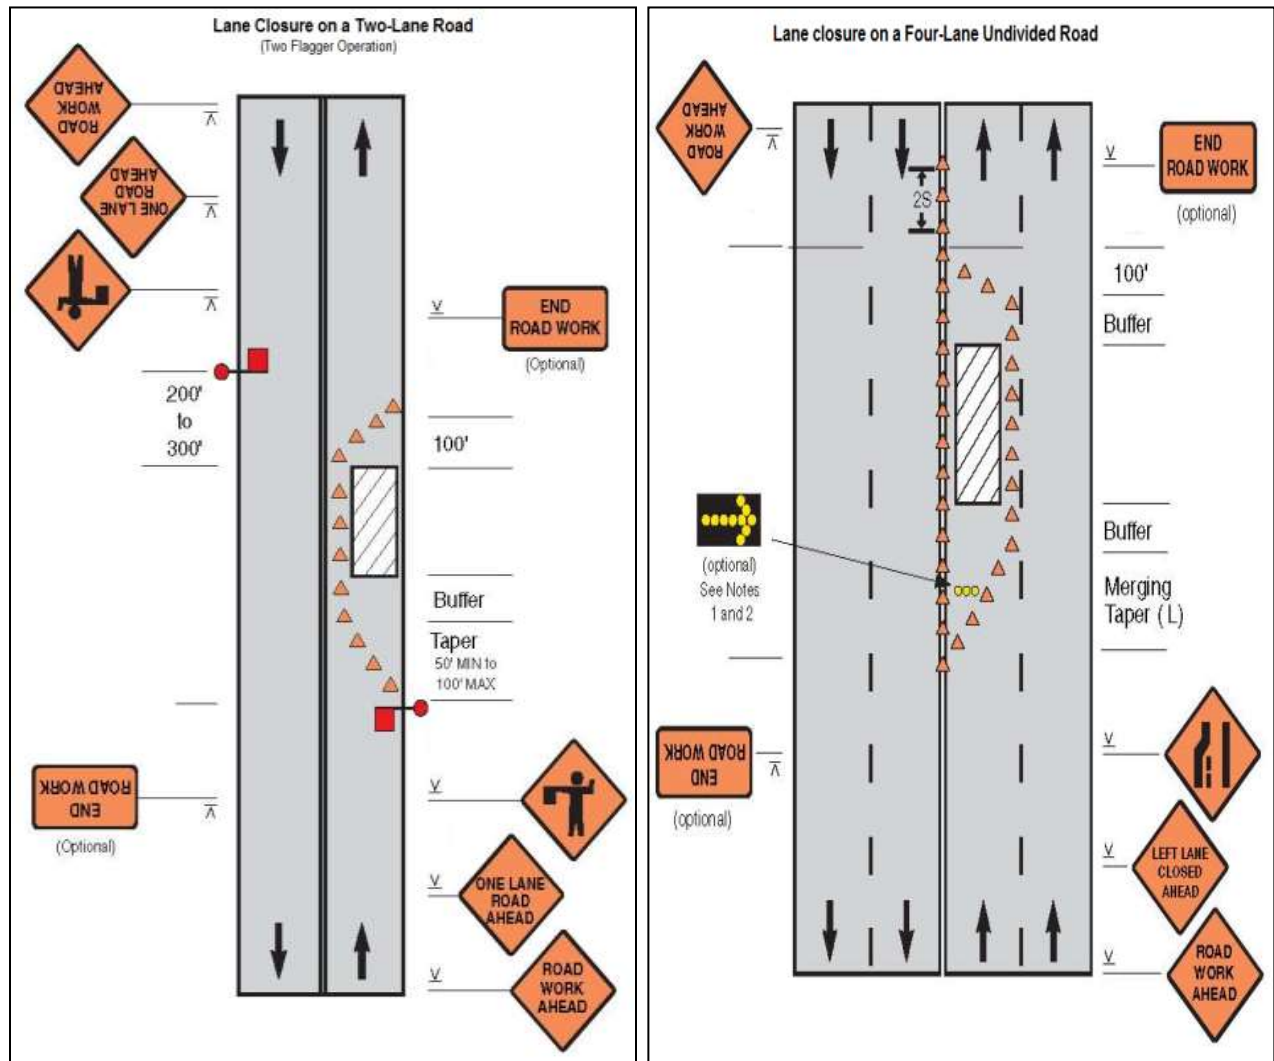 Lane Closure on a Two-Lane Road
(Two Flagger Operation)
ROAD
WORK
AHEAD
ONE LANE
ROAD
AHEAD
END
ROAD WORK
(Optional)
200'
to
300'
100'
Buffer
Taper
50' MIN to
100' MAX
END
ROAD WORK
(Optional)
ONE LANE
ROAD
AHEAD
ROAD
WORK
AHEAD
Lane closure on a Four-Lane Undivided Road
ROAD
WORK
AHEAD
END
ROAD WORK
(optional)
2S
100'
Buffer
(optional)
See Notes
1 and 2
Buffer
Merging
Taper (L)
END
ROAD WORK
(optional)
LEFT LANE
CLOSED
AHEAD
ROAD
WORK
AHEAD